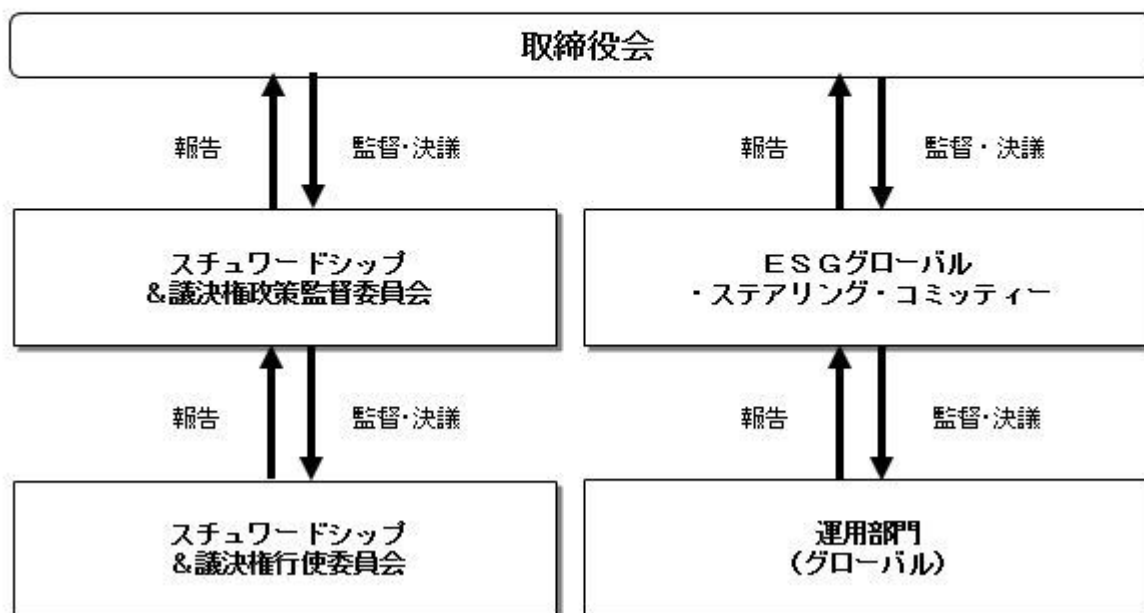 取締役会
報告
監督・決議
報告
監督・決議
スチュワードシップ
&議決権政策監督委員会
ＥＳＧグローバル
・ステアリング・コミッティー
報告
監督・決議
報告
監督・決議
スチュワードシップ
&議決権行使委員会
運用部門
（グローバル）